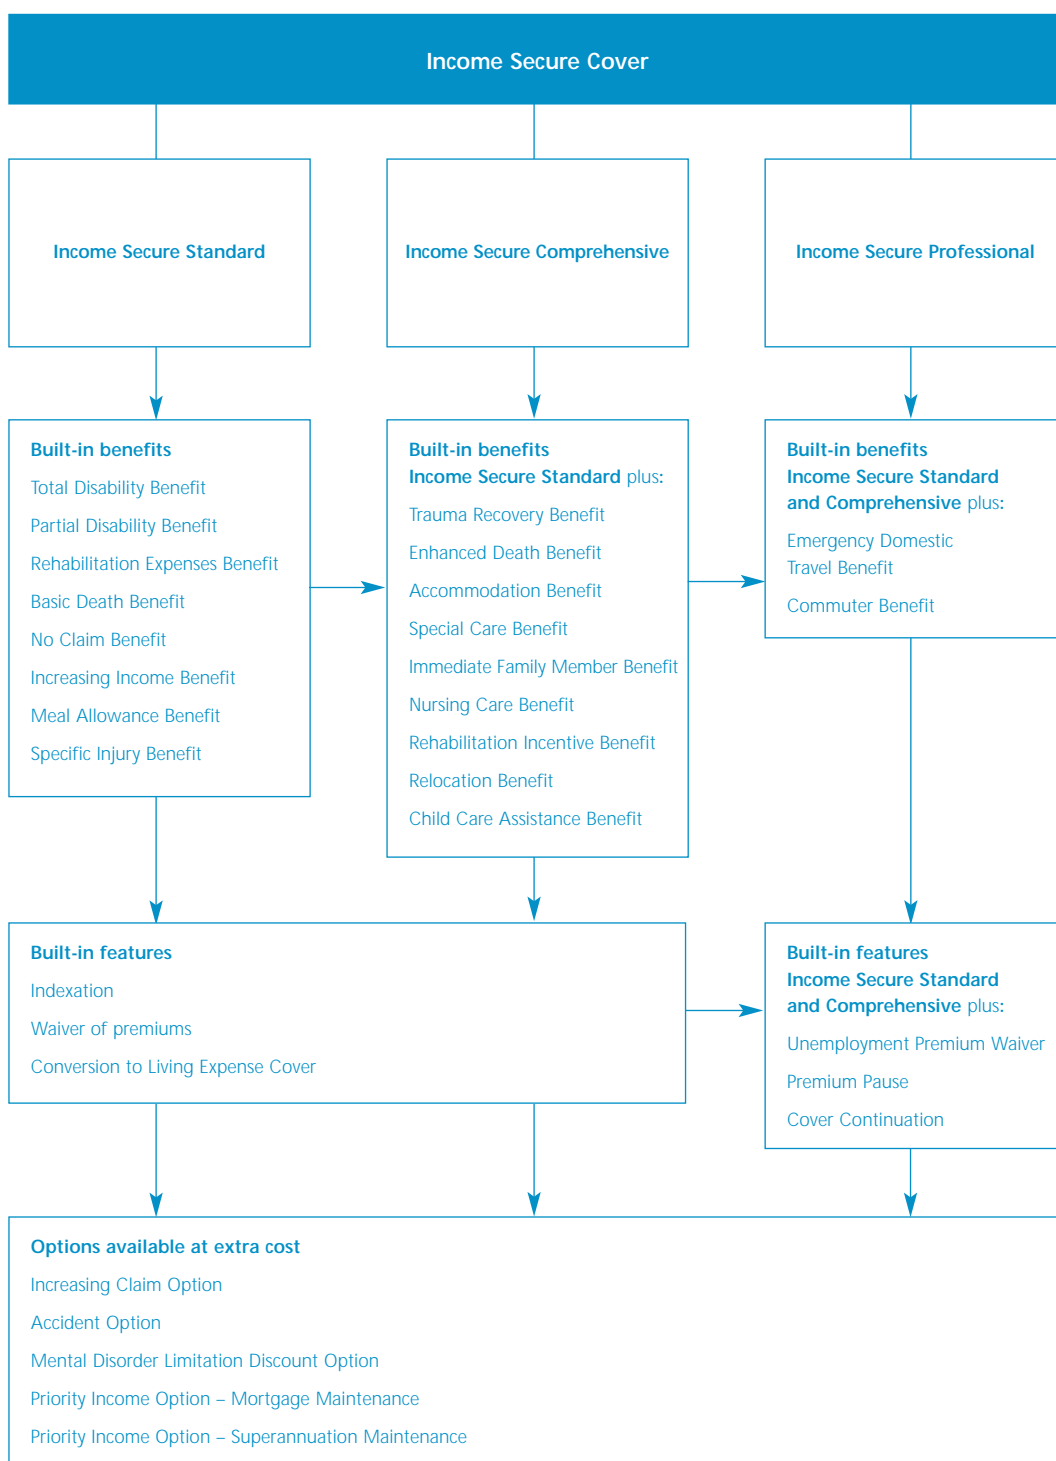 Income Secure Cover
Income Secure Standard
Income Secure Comprehensive
Income Secure Professional
Built-in benefits
Total Disability Benefit
Partial Disability Benefit
Rehabilitation Expenses Benefit
Basic Death Benefit
No Claim Benefit
Increasing Income Benefit
Meal Allowance Benefit
Specific Injury Benefit
Built-in benefits
Income Secure Standard plus:
Trauma Recovery Benefit
Enhanced Death Benefit
Accommodation Benefit
Special Care Benefit
Immediate Family Member Benefit
Nursing Care Benefit
Rehabilitation Incentive Benefit
Relocation Benefit
Child Care Assistance Benefit
Built-in benefits
Income Secure Standard
and Comprehensive plus:
Emergency Domestic
Travel Benefit
Commuter Benefit
Built-in features
Indexation
Waiver of premiums
Conversion to Living Expense Cover
Built-in features
Income Secure Standard
and Comprehensive plus:
Unemployment Premium Waiver
Premium Pause
Cover Continuation
Options available at extra cost
Increasing Claim Option
Accident Option
Mental Disorder Limitation Discount Option
Priority Income Option – Mortgage Maintenance
Priority Income Option – Superannuation Maintenance